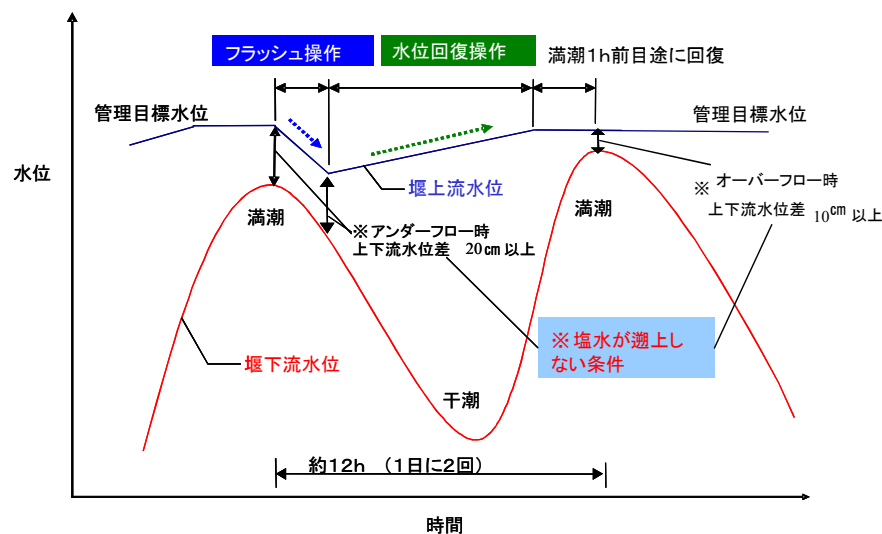 フラッシュ操作
水位回復操作
満潮1h前目途に回復
管理目標水位
管理目標水位
水位
堰上流水位
満潮
満潮
※アンダーフロー時
上下流水位差 20cm 以上
※ オーバーフロー時
上下流水位差 10cm 以上
※塩水が遡上し
ない条件
堰下流水位
干潮
約12h (1日に2回)
時間